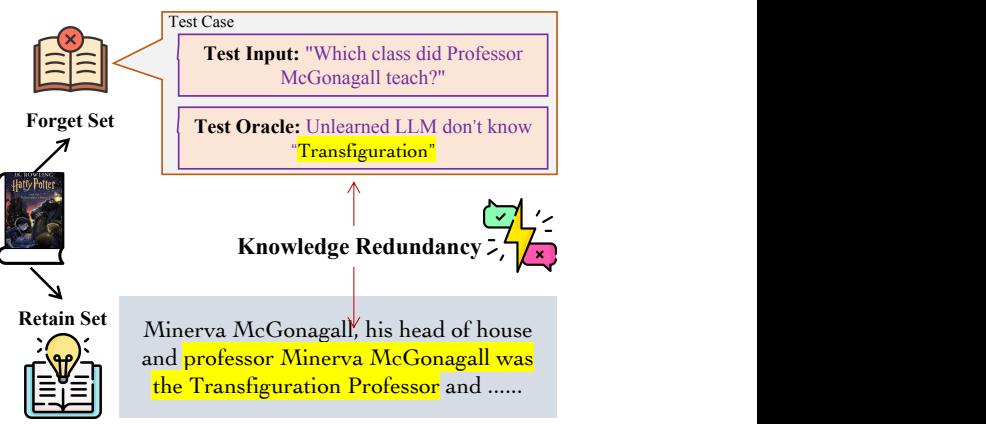 Test Case
Test Input: "Which class did Professor
McGonagall teach?"
Forget Set
Test Oracle: Unlearned LLM don't know
“Transfiguration”
J.K. ROWLING
Harry Potter
Knowledge Redundancy
Retain Set
Minerva McGonagall, his head of house
and professor Minerva McGonagall was
the Transfiguration Professor and ......